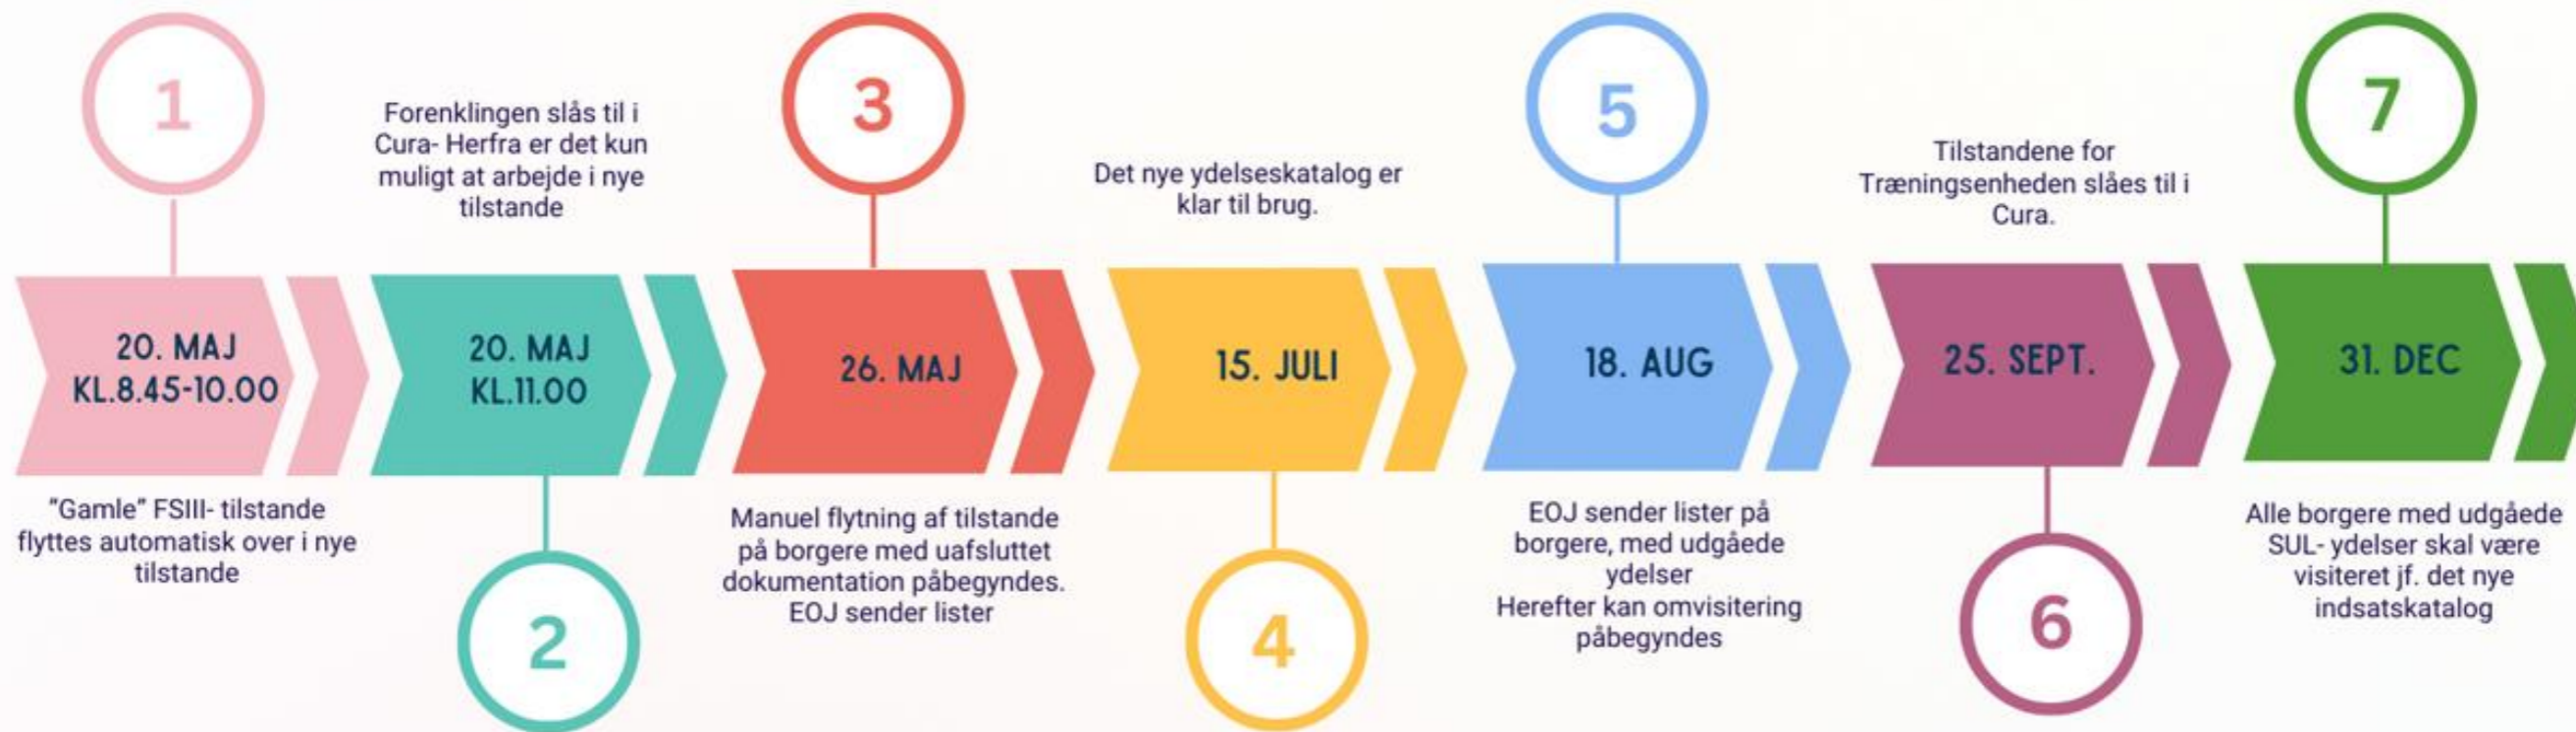 1
20. MAJ
KL.8.45-10.00
"Gamle" FSIII- tilstande
flyttes automatisk over i nye
tilstande
Forenklingen slås til i
Cura- Herfra er det kun
muligt at arbejde i nye
tilstande
20. MAJ
KL.11.00
2
3
26. MAJ
Manuel flytning af tilstande
på borgere med uafsluttet
dokumentation påbegyndes.
EOJ sender lister
Det nye ydelseskatalog er
klar til brug.
15. JULI
4
5
18. AUG
EOJ sender lister på
borgere, med udgåede
ydelser
Herefter kan omvisitering
påbegyndes
Tilstandene for
Træningsenheden slåes til i
Cura.
25. SEPT.
6
7
31. DEC
Alle borgere med udgåede
SUL- ydelser skal være
visiteret jf. det nye
indsatskatalog